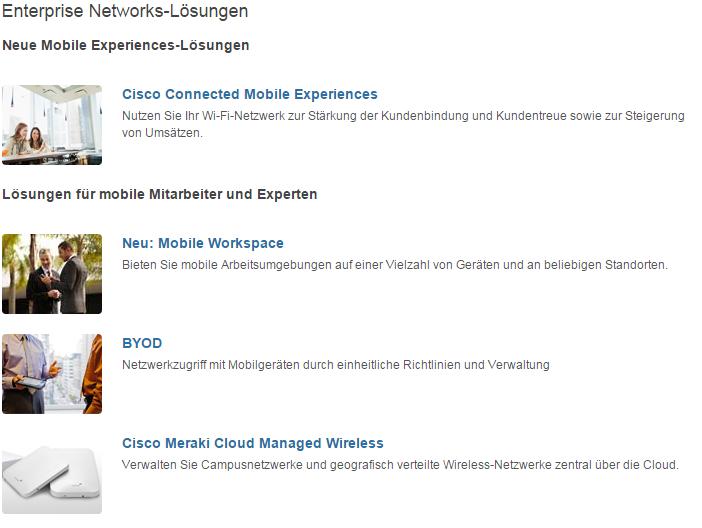 Enterprise Networks-Lösungen
Neue Mobile Experiences-Lösungen
Cisco Connected Mobile Experiences
Nutzen Sie Ihr Wi-Fi-Netzwerk zur Stärkung der Kundenbindung und Kundentreue sowie zur Steigerung
von Umsätzen.
Lösungen für mobile Mitarbeiter und Experten
Neu: Mobile Workspace
Bieten Sie mobile Arbeitsumgebungen auf einer Vielzahl von Geräten und an beliebigen Standorten.
BYOD
Netzwerkzugriff mit Mobilgeräten durch einheitliche Richtlinien und Verwaltung
Cisco Meraki Cloud Managed Wireless
Verwalten Sie Campusnetzwerke und geografisch verteilte Wireless-Netzwerke zentral über die Cloud.